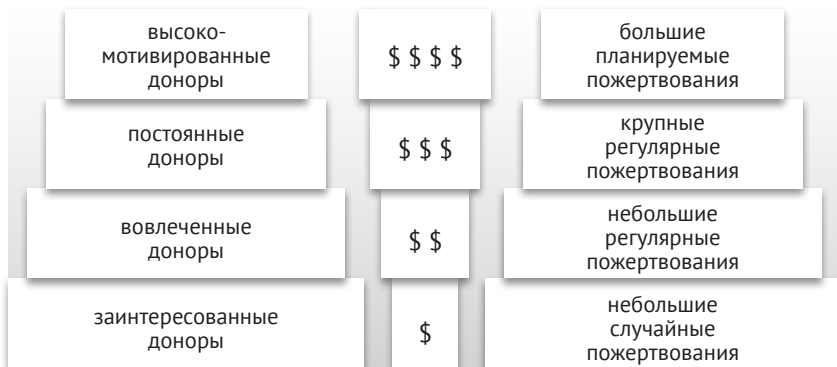 высоко-
мотивированные
доноры
$ $ $ $
большие
планируемые
пожертвования
постоянные
доноры
$ $ $
крупные
регулярные
пожертвования
вовлеченные
доноры
$ $
небольшие
регулярные
пожертвования
заинтересованные
доноры
$
небольшие
случайные
пожертвования